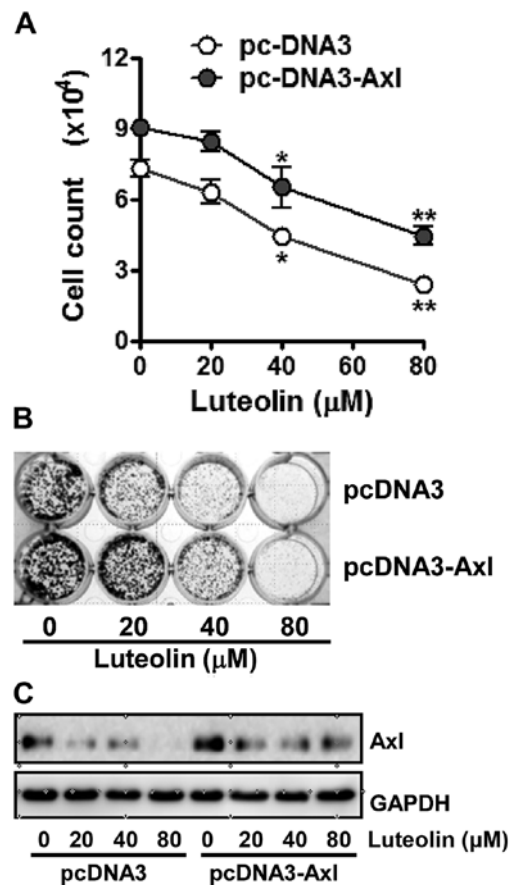 A
pc-DNA3
pc-DNA3-Axl
Cell count (x10⁴)
12
9
6
3
0
*
**
*
**
0 20 40 60 80
Luteolin (μM)
B
pcDNA3
pcDNA3-Axl
0 20 40 80
Luteolin (μM)
C
Axl
GAPDH
0 20 40 80 0 20 40 80 Luteolin (μM)
pcDNA3 pcDNA3-Axl